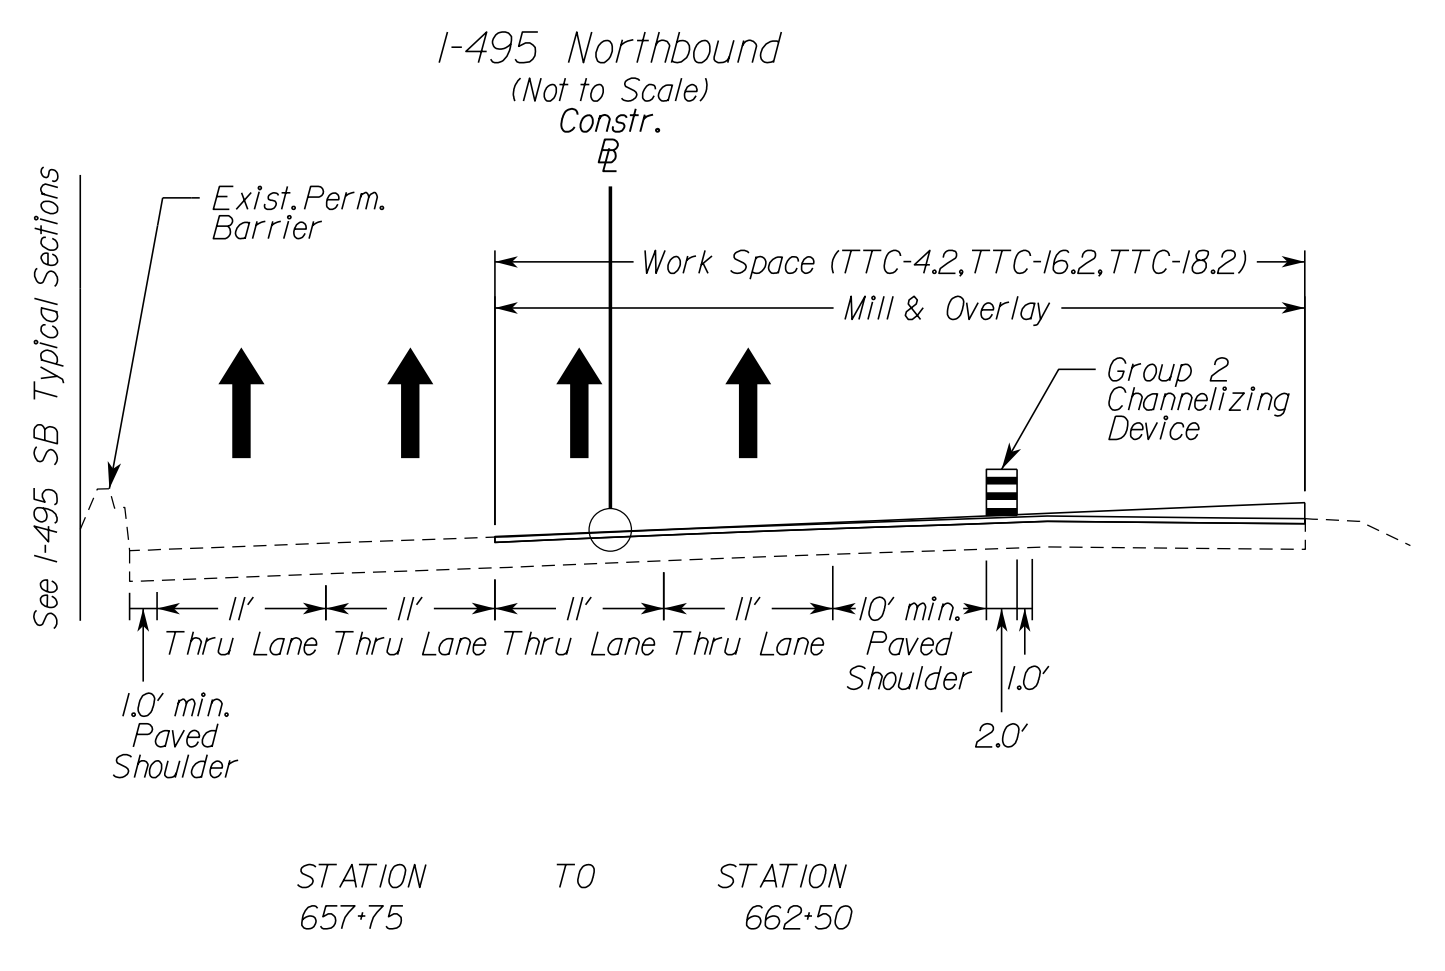 I-495 Northbound
(Not to Scale)
Constr.
BL
See I-495 SB Typical Sections
Exist. Perm.
Barrier
Work Space (TTC-4.2, TTC-16.2, TTC-18.2)
Mill & Overlay
Group 2
Channelizing
Device
11' 11' 11' 11' 10' min.
Thru Lane Thru Lane Thru Lane Thru Lane Paved
Shoulder 1.0'
1.0' min.
Paved
Shoulder
2.0'
STATION TO STATION
657+75 662+50